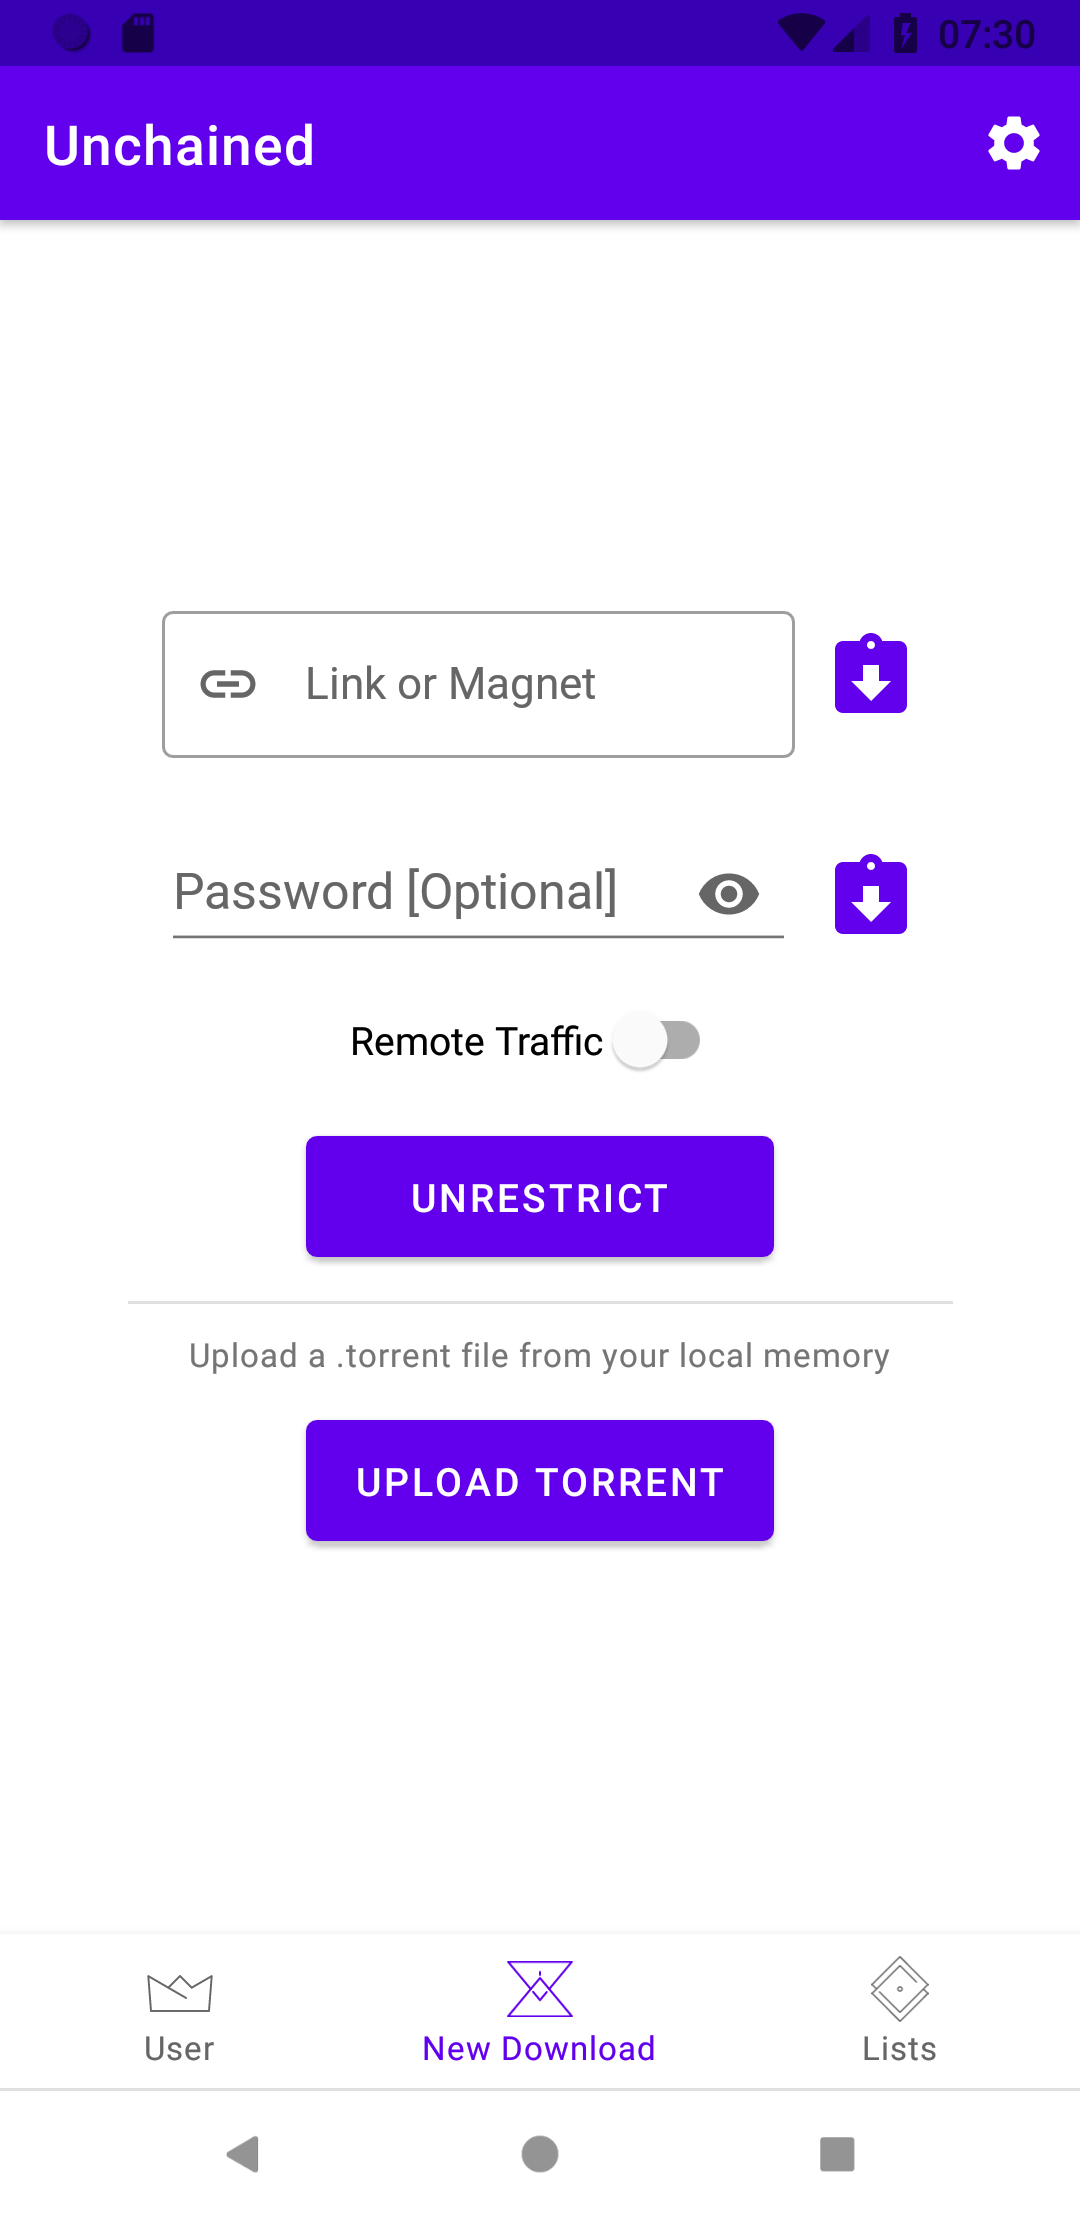 07:30
Unchained
Link or Magnet
Password [Optional]
Remote Traffic
UNRESTRICT
Upload a .torrent file from your local memory
UPLOAD TORRENT
User
New Download
Lists